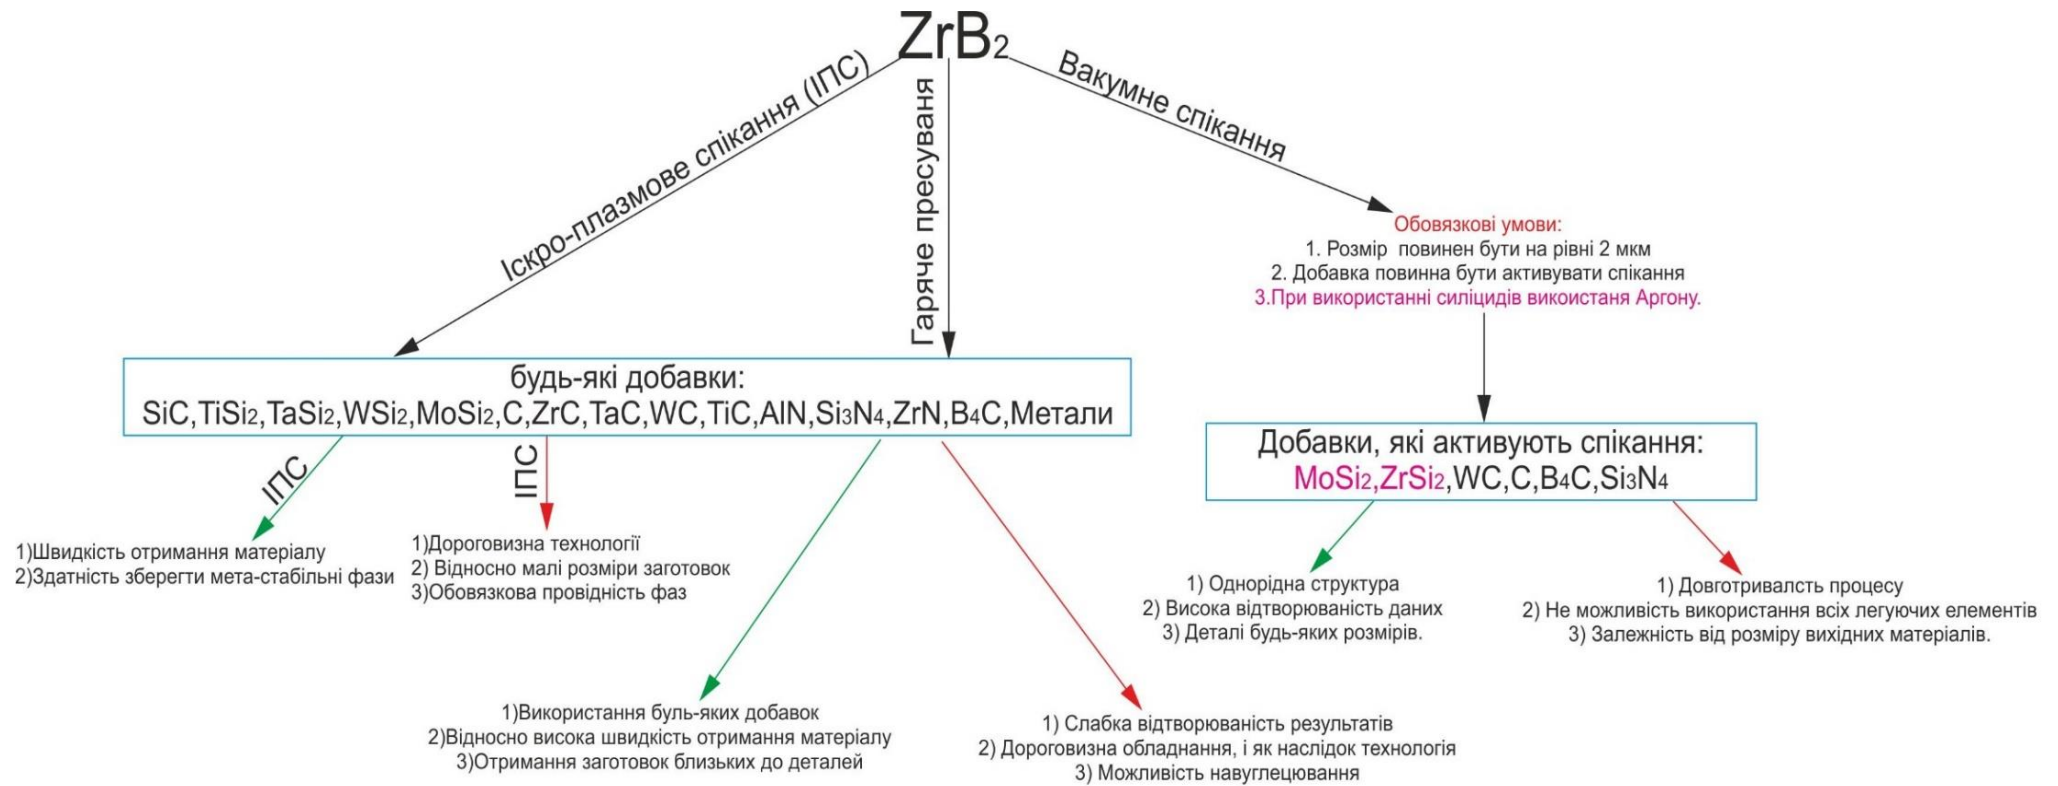 ZrB2
Іскро-плазмове спікання (ІПС)
Гаряче пресуваня
Вакумне спікання
Обовязкові умови:
1. Розмір повинен бути на рівні 2 мкм
2. Добавка повинна бути активувати спікання
3.При використанні силіцидів викоистаня Аргону.
будь-які добавки:
SiC,TiSi2,TaSi2,WSi2,MoSi2,C,ZrC,TaC,WC,TiC,AlN,Si3N4,ZrN,B4C,Метали
Добавки, які активують спікання:
MoSi2,ZrSi2,WC,C,B4C,Si3N4
ІПС
ІПС
1)Швидкість отримання матеріалу
2)Здатність зберегти мета-стабільні фази
1)Дороговизна технології
2) Відносно малі розміри заготовок
3)Обовязкова провідність фаз
1) Однорідна структура
2) Висока відтворюваність даних
3) Деталі будь-яких розмірів.
1) Довготривалсть процесу
2) Не можливість використання всіх легуючих елементів
3) Залежність від розміру вихідних матеріалів.
1)Використання буль-яких добавок
2)Відносно висока швидкість отримання матеріалу
3)Отримання заготовок близьких до деталей
1) Слабка відтворюваність результатів
2) Дороговизна обладнання, і як наслідок технологія
3) Можливість навуглецювання